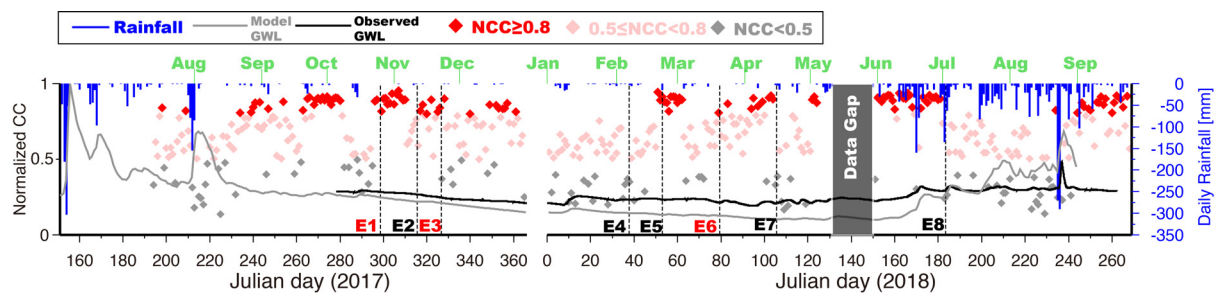 Rainfall Model GWL Observed GWL NCC≥0.8 0.5≤NCC<0.8 NCC<0.5
Aug Sep Oct Nov Dec Jan Feb Mar Apr May Jun Jul Aug Sep
1 0
-50
-100
-150
0.5
-200
-250
-300
0 -350
Normalized CC
Daily Rainfall [mm]
Data Gap
E1 E2 E3 E4 E5 E6 E7 E8
160 180 200 220 240 260 280 300 320 340 360 0 20 40 60 80 100 120 140 160 180 200 220 240 260
Julian day (2017) Julian day (2018)